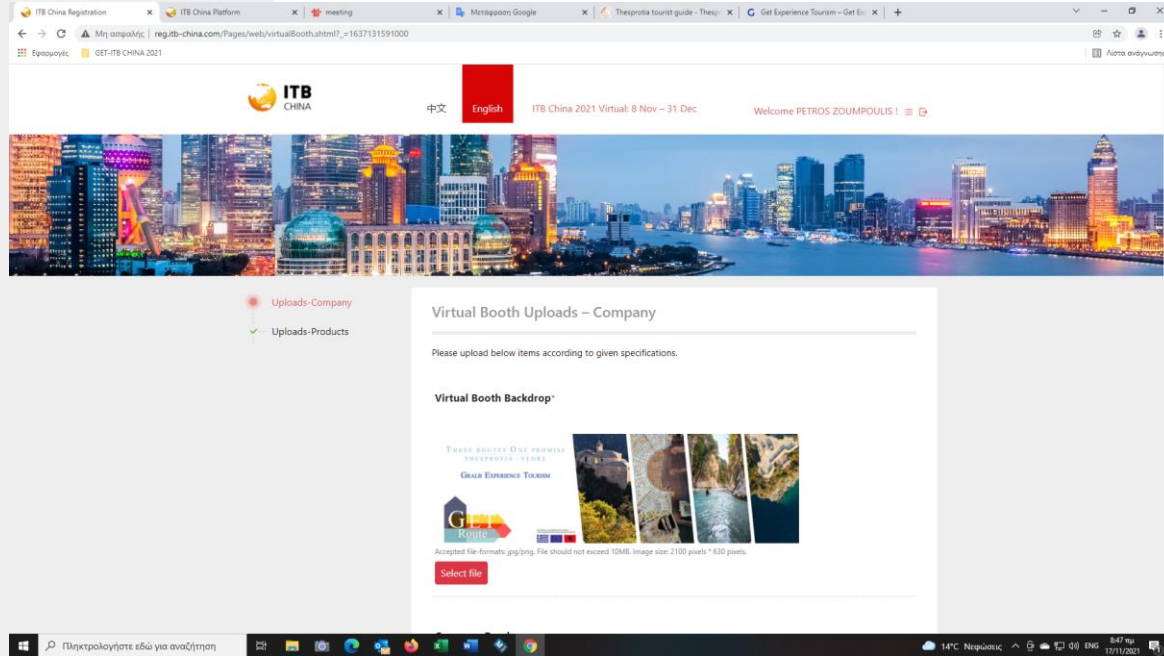 ITB China Registration
ITB China Platform
meeting
Μετάφραση Google
Thesprotia tourist guide - Thesp
Get Experience Tourism – Get Ex
Μη ασφαλής | reg.itb-china.com/Pages/web/virtualBooth.shtml?_=1637131591000
Εφαρμογές
GET-ITB CHINA 2021
Λίστα ανάγνωσης
ITB
CHINA
中文
English
ITB China 2021 Virtual: 8 Nov – 31 Dec
Welcome PETROS ZOUMPOULIS !
Uploads-Company
Uploads-Products
Virtual Booth Uploads – Company
Please upload below items according to given specifications.
Virtual Booth Backdrop*
THREE ROUTES ONE PROMISE
THESPROTIA - VLORE
GRALB EXPERIENCE TOURISM
GET
Route
Accepted file-formats: jpg/png. File should not exceed 10MB. Image size: 2100 pixels * 630 pixels.
Select file
Πληκτρολογήστε εδώ για αναζήτηση
14°C Νεφώσεις
ENG
8:47 πμ
17/11/2021